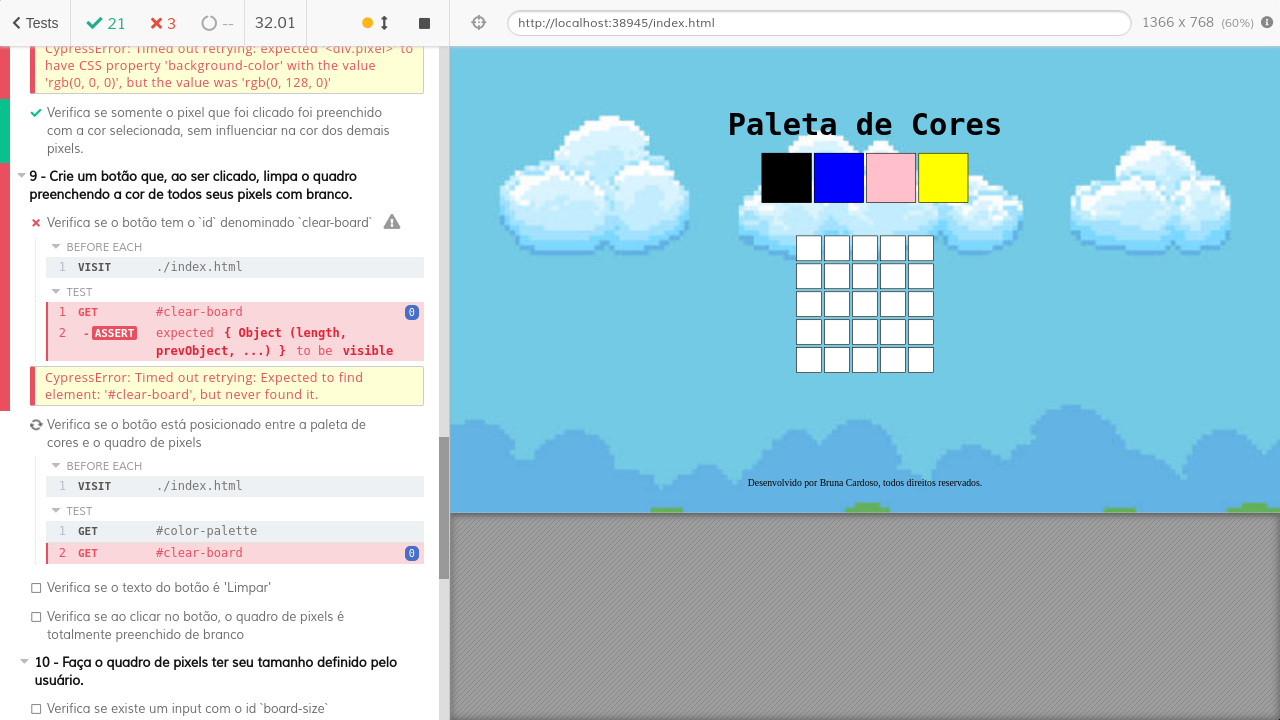 Tests
21
3
--
32.01
http://localhost:38945/index.html
1366 x 768 (60%)
CypressError: Timed out retrying: expected '<div.pixel>' to
have CSS property 'background-color' with the value
'rgb(0, 0, 0)', but the value was 'rgb(0, 128, 0)'
Verifica se somente o pixel que foi clicado foi preenchido
com a cor selecionada, sem influenciar na cor dos demais
pixels.
9 - Crie um botão que, ao ser clicado, limpa o quadro
preenchendo a cor de todos seus pixels com branco.
Verifica se o botão tem o `id` denominado `clear-board`
BEFORE EACH
1 VISIT ./index.html
TEST
1 GET #clear-board 0
2 -ASSERT expected { Object (length,
prevObject, ...) } to be visible
CypressError: Timed out retrying: Expected to find
element: '#clear-board', but never found it.
Verifica se o botão está posicionado entre a paleta de
cores e o quadro de pixels
BEFORE EACH
1 VISIT ./index.html
TEST
1 GET #color-palette
2 GET #clear-board 0
Verifica se o texto do botão é 'Limpar'
Verifica se ao clicar no botão, o quadro de pixels é
totalmente preenchido de branco
10 - Faça o quadro de pixels ter seu tamanho definido pelo
usuário.
Verifica se existe um input com o id `board-size`
Paleta de Cores
Desenvolvido por Bruna Cardoso, todos direitos reservados.